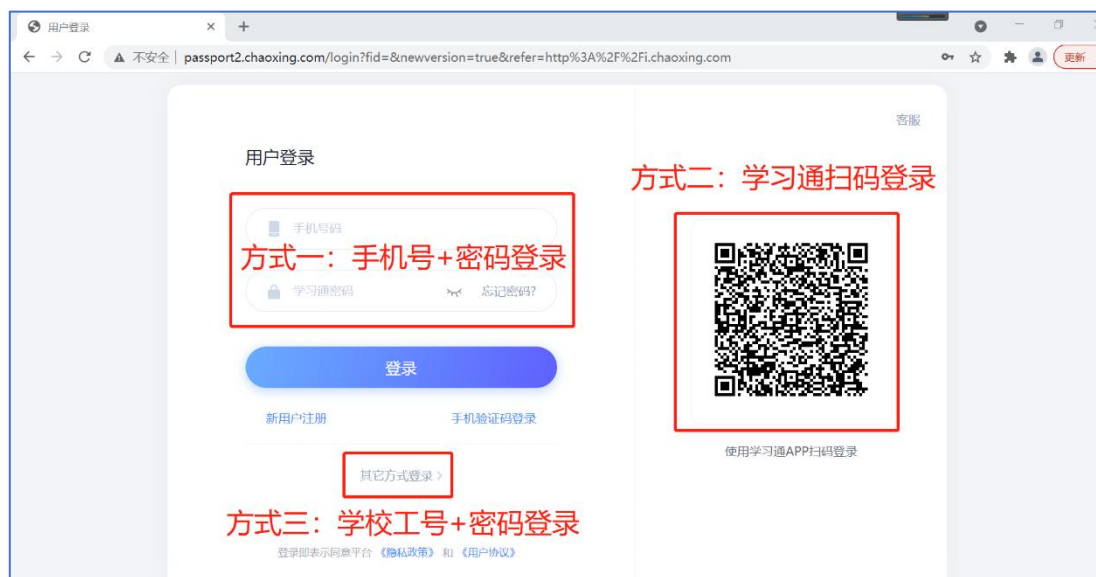 用户登录
不安全 | passport2.chaoxing.com/login?fid=&newversion=true&refer=http%3A%2F%2Fi.chaoxing.com
更新
客服
用户登录
方式二：学习通扫码登录
手机号码
方式一：手机号+密码登录
学习通密码
忘记密码?
登录
新用户注册
手机验证码登录
使用学习通APP扫码登录
其它方式登录 >
方式三：学校工号+密码登录
登录即表示同意平台 《隐私政策》 和 《用户协议》